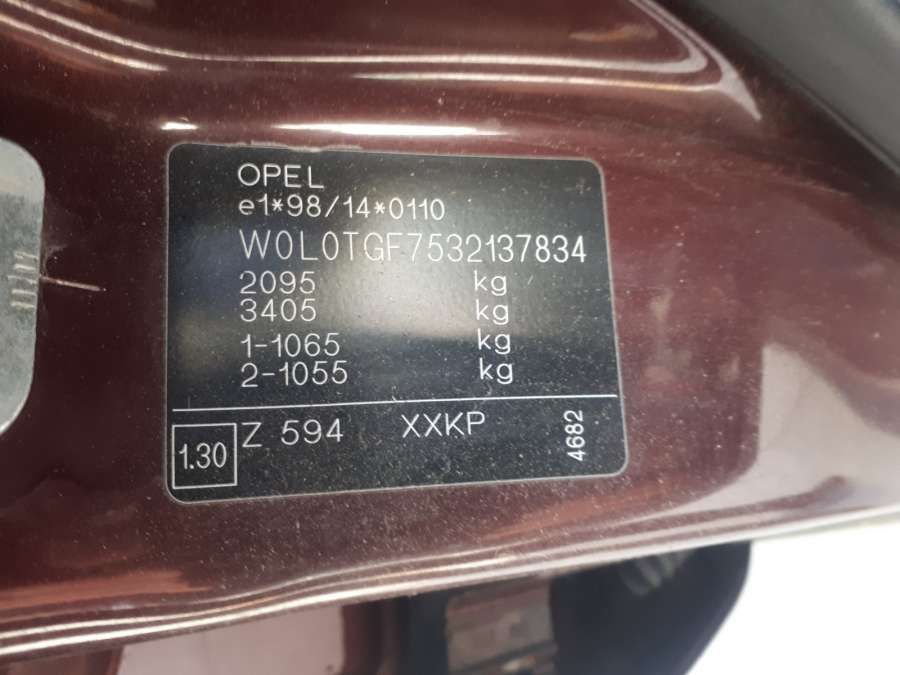 OPEL
e1*98/14*0110
W0L0TGF7532137834
2095 kg
3405 kg
1-1065 kg
2-1055 kg
1.30 Z 594 XXKP 4682